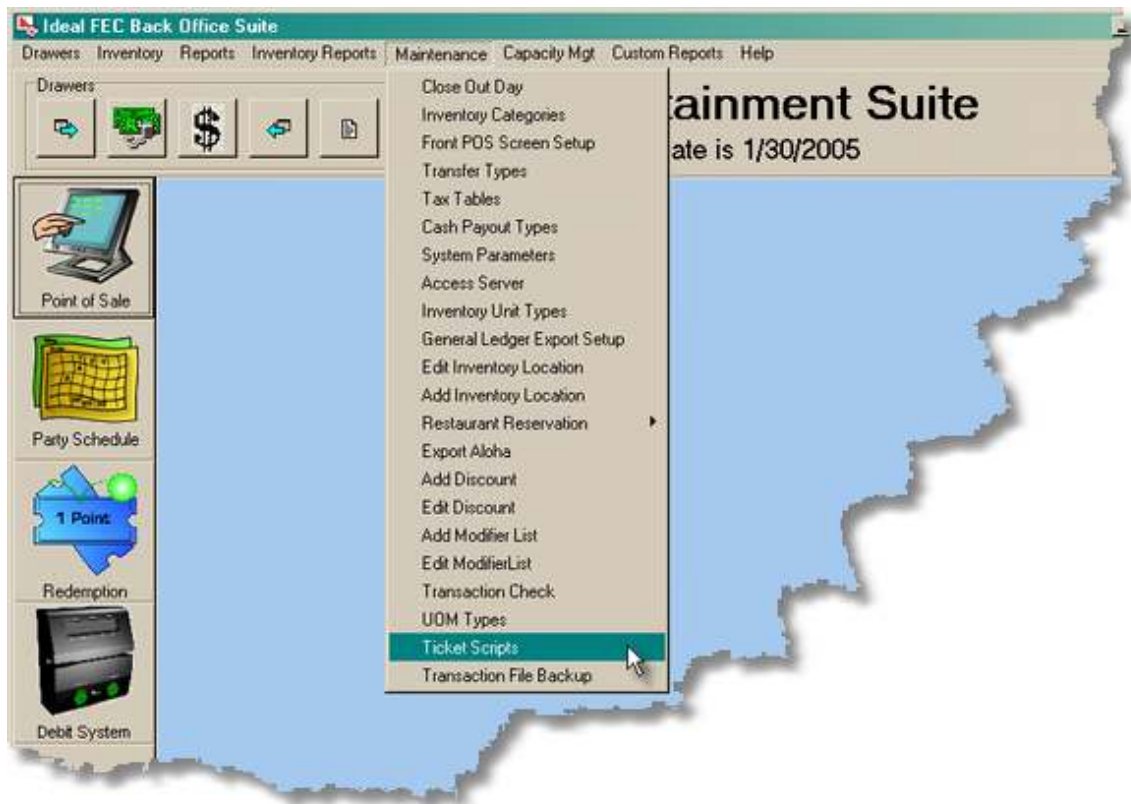 Ideal FEC Back Office Suite
Drawers Inventory Reports Inventory Reports Maintenance Capacity Mgt Custom Reports Help
Drawers
tainment Suite
ate is 1/30/2005
Close Out Day
Inventory Categories
Front POS Screen Setup
Transfer Types
Tax Tables
Cash Payout Types
System Parameters
Access Server
Inventory Unit Types
General Ledger Export Setup
Edit Inventory Location
Add Inventory Location
Restaurant Reservation
Export Aloha
Add Discount
Edit Discount
Add Modifier List
Edit ModifierList
Transaction Check
UOM Types
Ticket Scripts
Transaction File Backup
Point of Sale
Party Schedule
1 Point
Redemption
Debit System